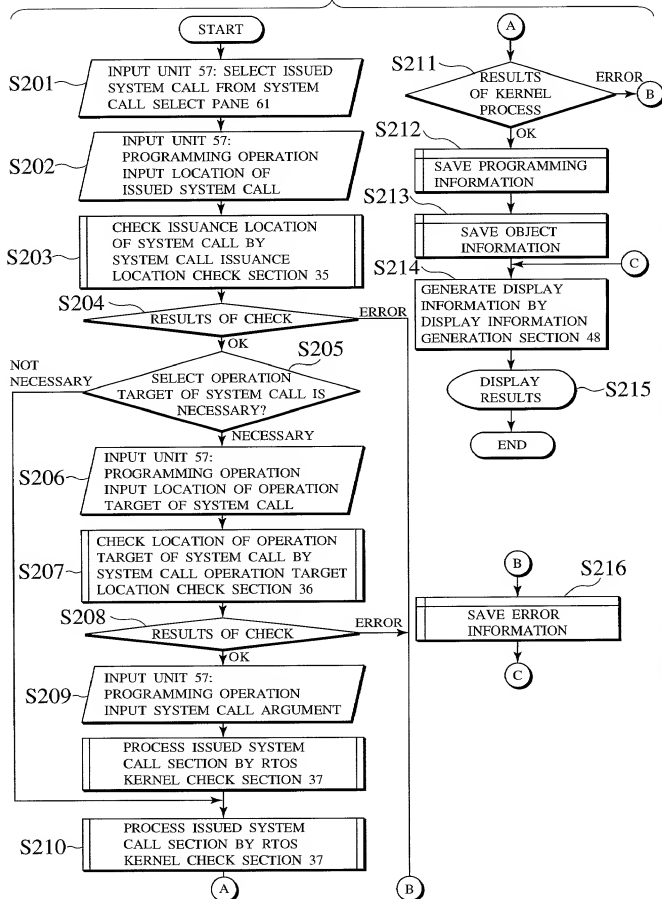 START
S201
INPUT UNIT 57: SELECT ISSUED
SYSTEM CALL FROM SYSTEM
CALL SELECT PANE 61
S202
INPUT UNIT 57:
PROGRAMMING OPERATION
INPUT LOCATION OF
ISSUED SYSTEM CALL
S203
CHECK ISSUANCE LOCATION
OF SYSTEM CALL BY
SYSTEM CALL ISSUANCE
LOCATION CHECK SECTION 35
S204
RESULTS OF CHECK
ERROR
OK
S205
NOT
NECESSARY
SELECT OPERATION
TARGET OF SYSTEM CALL IS
NECESSARY?
NECESSARY
S206
INPUT UNIT 57:
PROGRAMMING OPERATION
INPUT LOCATION OF OPERATION
TARGET OF SYSTEM CALL
S207
CHECK LOCATION OF OPERATION
TARGET OF SYSTEM CALL BY
SYSTEM CALL OPERATION TARGET
LOCATION CHECK SECTION 36
S208
RESULTS OF CHECK
ERROR
OK
S209
INPUT UNIT 57:
PROGRAMMING OPERATION
INPUT SYSTEM CALL ARGUMENT
PROCESS ISSUED SYSTEM
CALL SECTION BY RTOS
KERNEL CHECK SECTION 37
S210
PROCESS ISSUED SYSTEM
CALL SECTION BY RTOS
KERNEL CHECK SECTION 37
A
B
A
S211
RESULTS
OF KERNEL
PROCESS
ERROR
B
OK
S212
SAVE PROGRAMMING
INFORMATION
S213
SAVE OBJECT
INFORMATION
C
S214
GENERATE DISPLAY
INFORMATION BY
DISPLAY INFORMATION
GENERATION SECTION 48
DISPLAY
RESULTS
S215
END
B
S216
SAVE ERROR
INFORMATION
C